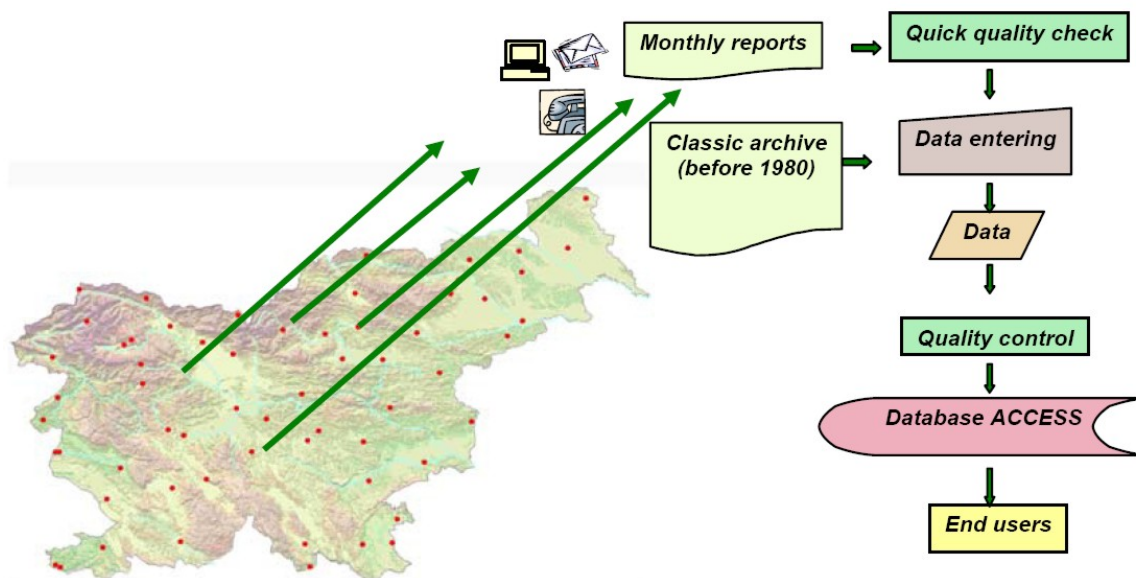 Monthly reports
Quick quality check
Classic archive
(before 1980)
Data entering
Data
Quality control
Database ACCESS
End users